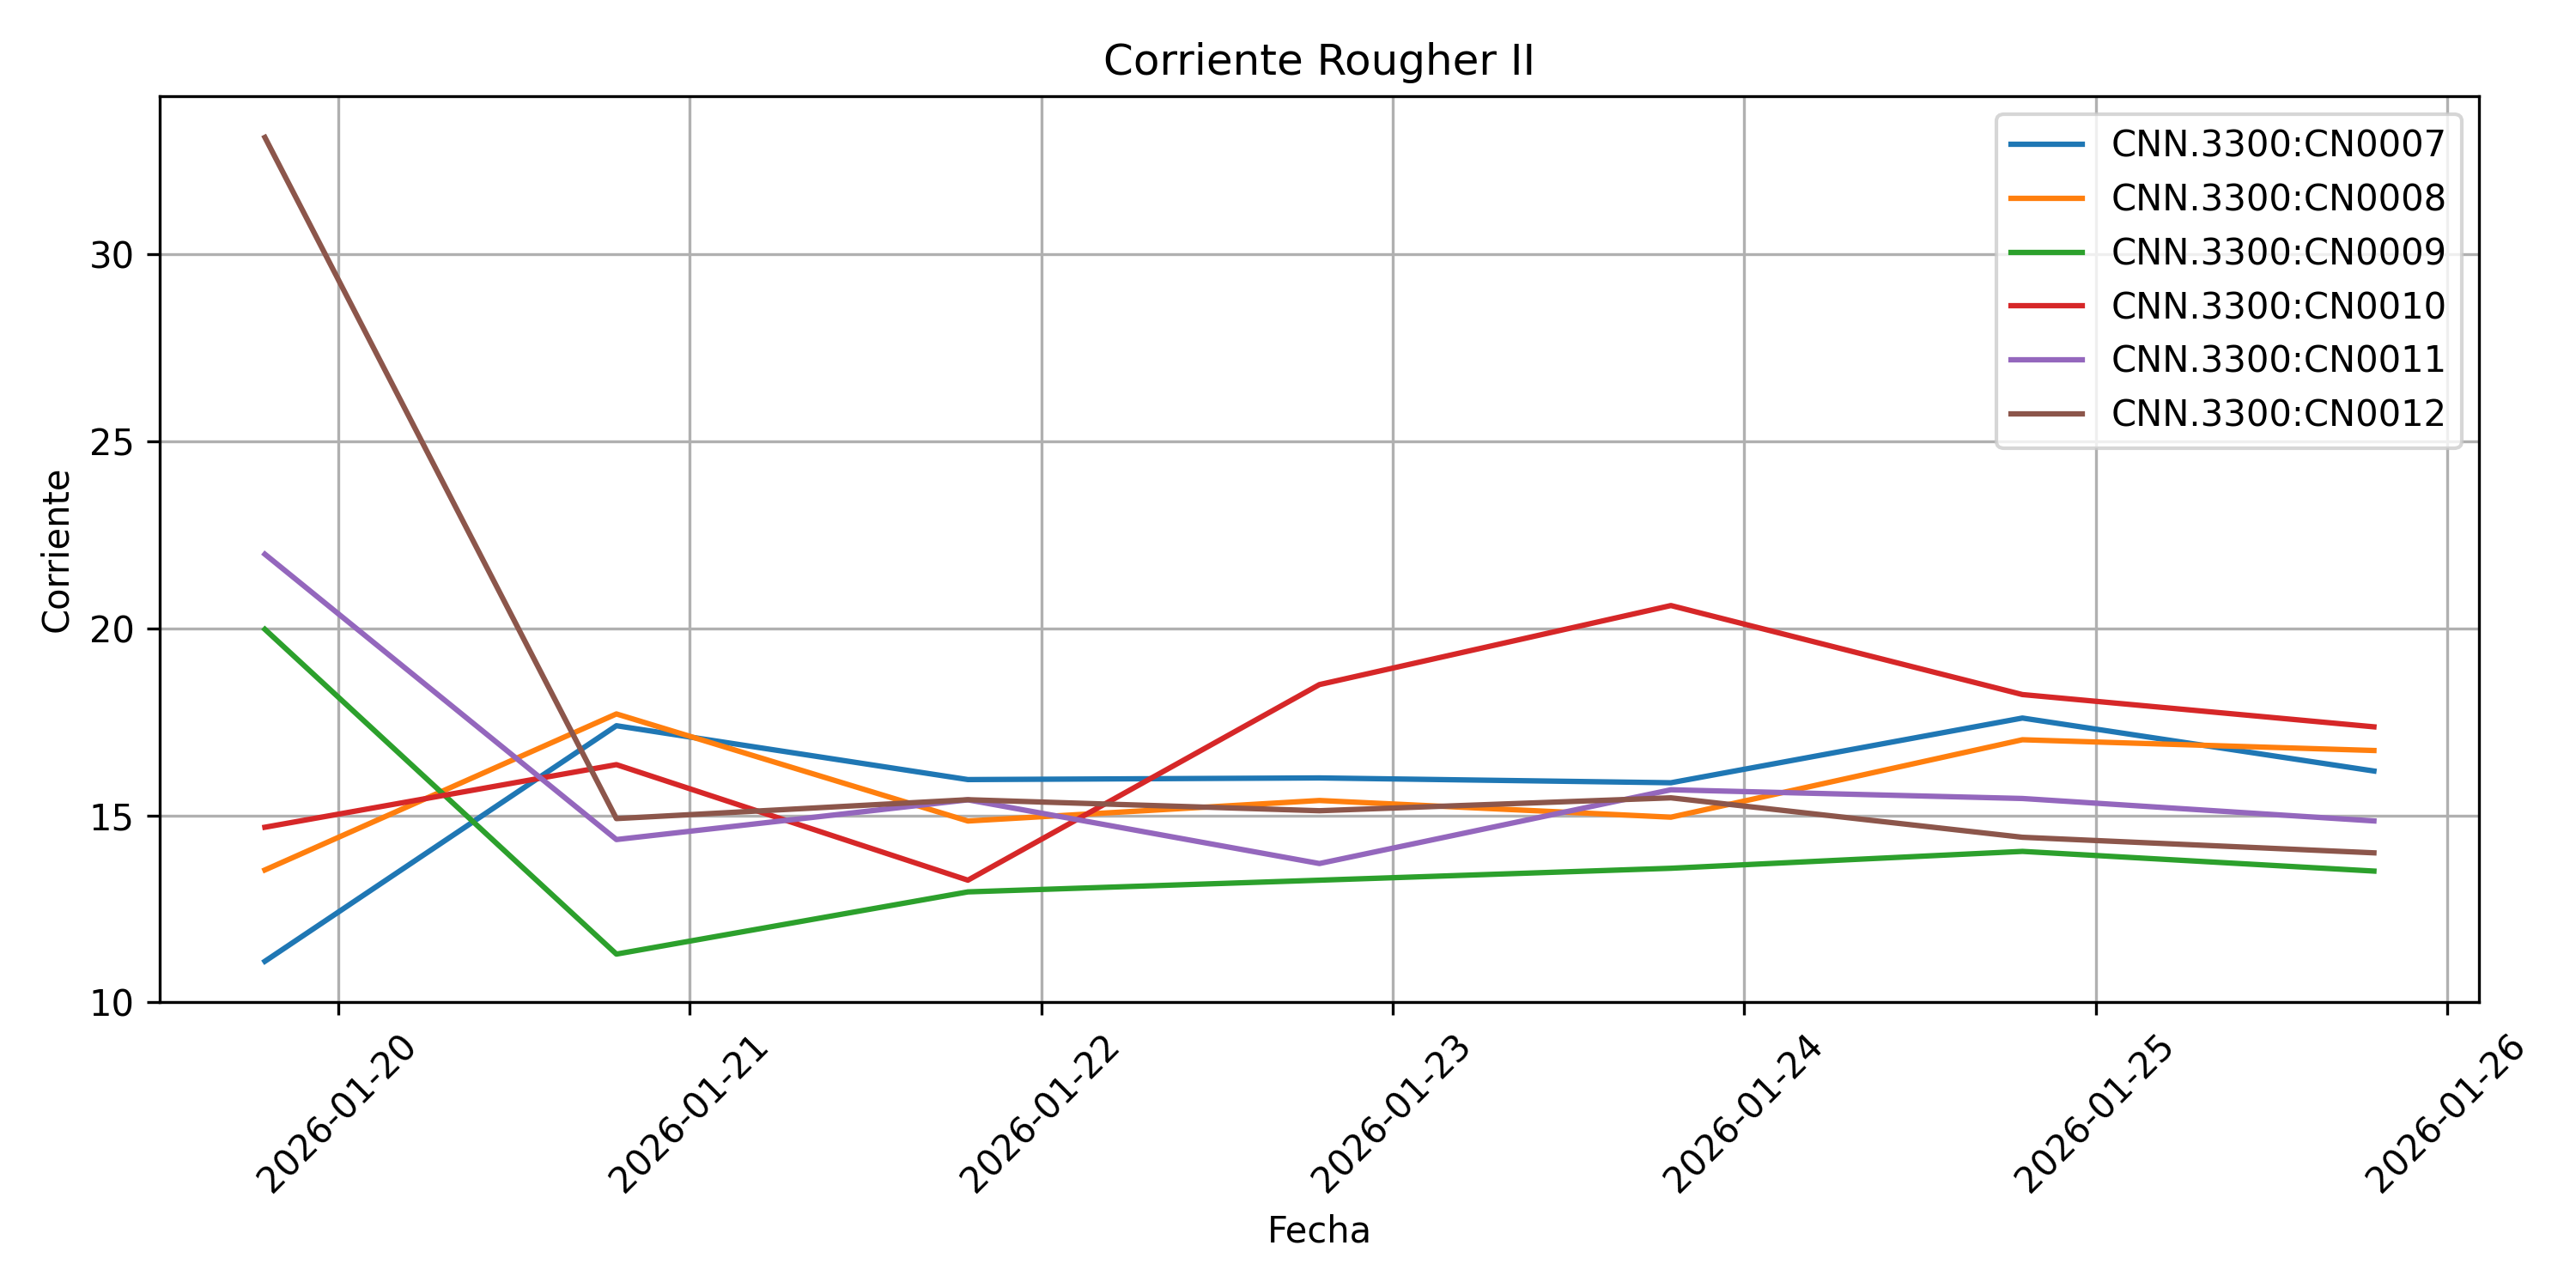 Corriente Rougher II
CNN.3300:CN0007
CNN.3300:CN0008
CNN.3300:CN0009
CNN.3300:CN0010
CNN.3300:CN0011
CNN.3300:CN0012
Corriente
30
25
20
15
10
2026-01-20
2026-01-21
2026-01-22
2026-01-23
2026-01-24
2026-01-25
2026-01-26
Fecha